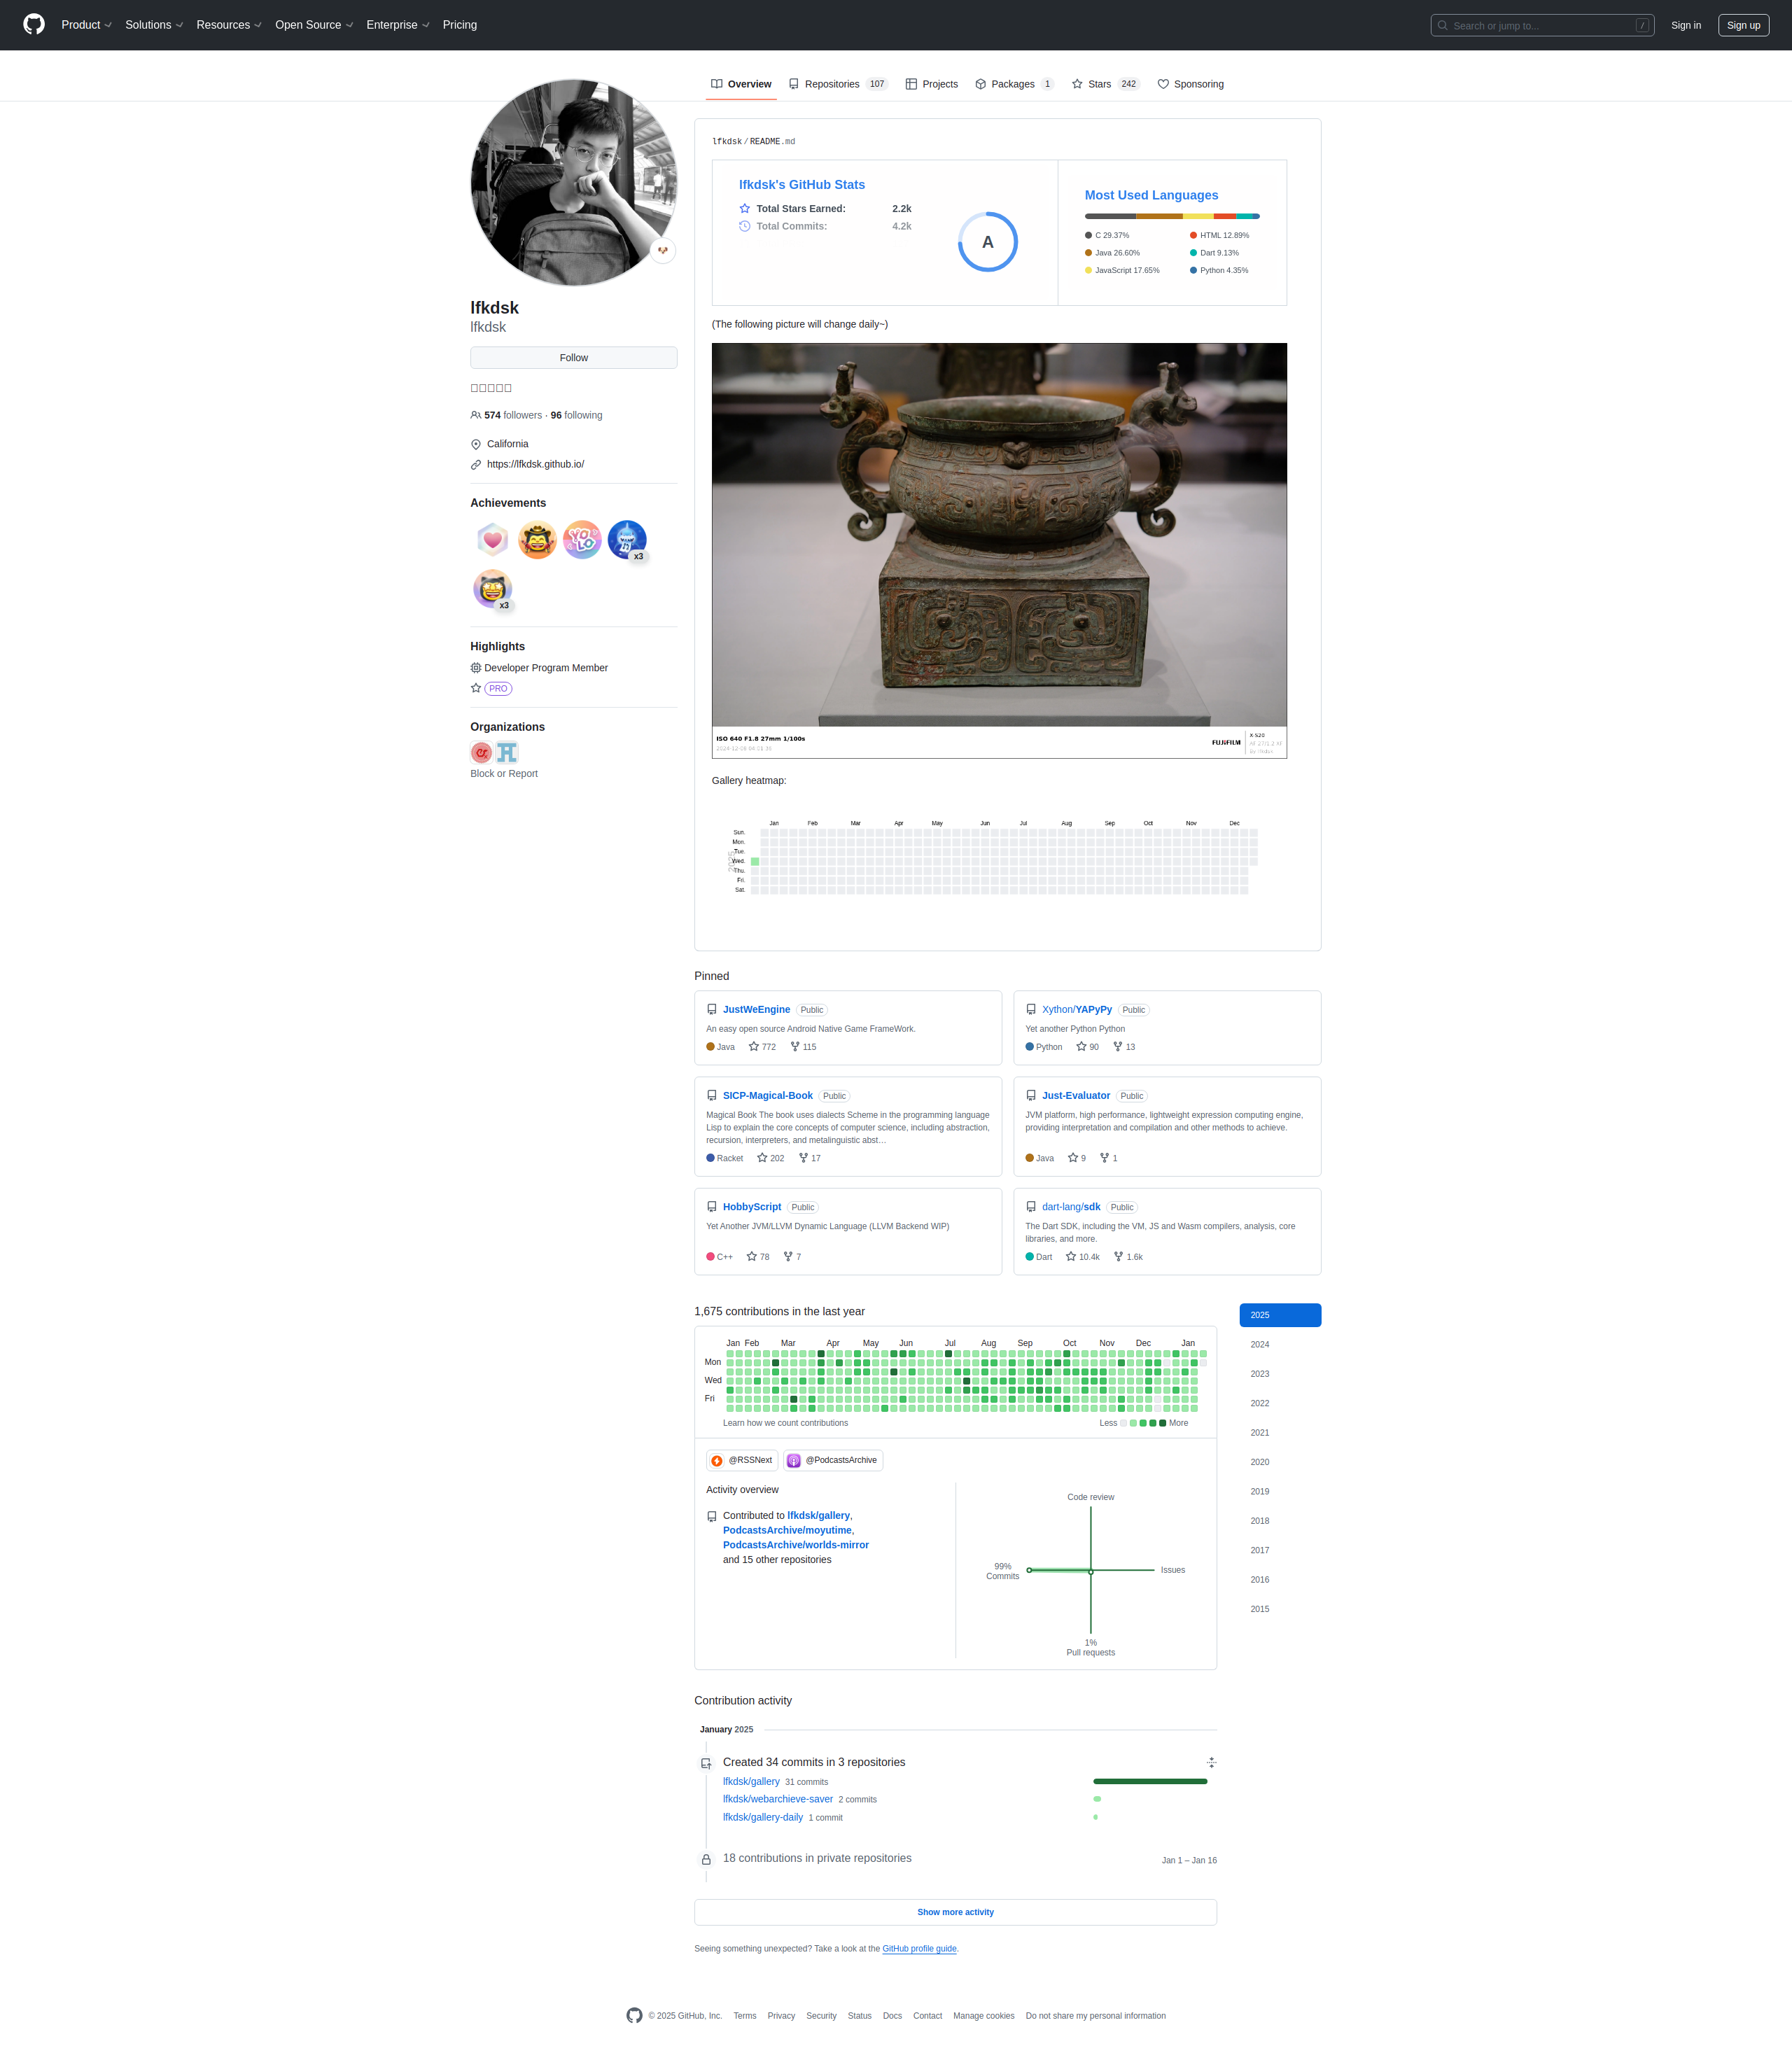 Product Solutions Resources Open Source Enterprise Pricing
Search or jump to... /
Sign in
Sign up
Overview
Repositories 107
Projects
Packages 1
Stars 242
Sponsoring
lfkdsk
lfkdsk
Follow
574 followers · 96 following
California
https://lfkdsk.github.io/
Achievements
YOLO
x3
x3
Highlights
Developer Program Member
PRO
Organizations
Block or Report
lfkdsk/README.md
lfkdsk's GitHub Stats
Total Stars Earned: 2.2k
Total Commits: 4.2k
A
Most Used Languages
C 29.37%
HTML 12.89%
Java 26.60%
Dart 9.13%
JavaScript 17.65%
Python 4.35%
(The following picture will change daily~)
ISO 640 F1.8 27mm 1/100s
FUJIFILM
X-S20
Gallery heatmap:
Jan Feb Mar Apr May Jun Jul Aug Sep Oct Nov Dec
Sun.
Mon.
Tue.
Wed.
Thu.
Fri.
Sat.
Pinned
JustWeEngine Public
An easy open source Android Native Game FrameWork.
Java 772 115
Xython/YAPyPy Public
Yet another Python Python
Python 90 13
SICP-Magical-Book Public
Magical Book The book uses dialects Scheme in the programming language
Lisp to explain the core concepts of computer science, including abstraction,
recursion, interpreters, and metalinguistic abst…
Racket 202 17
Just-Evaluator Public
JVM platform, high performance, lightweight expression computing engine,
providing interpretation and compilation and other methods to achieve.
Java 9 1
HobbyScript Public
Yet Another JVM/LLVM Dynamic Language (LLVM Backend WIP)
C++ 78 7
dart-lang/sdk Public
The Dart SDK, including the VM, JS and Wasm compilers, analysis, core
libraries, and more.
Dart 10.4k 1.6k
1,675 contributions in the last year
Jan Feb Mar Apr May Jun Jul Aug Sep Oct Nov Dec Jan
Mon
Wed
Fri
Learn how we count contributions
Less More
@RSSNext
@PodcastsArchive
Activity overview
Contributed to lfkdsk/gallery,
PodcastsArchive/moyutime,
PodcastsArchive/worlds-mirror
and 15 other repositories
Code review
99%
Commits
Issues
1%
Pull requests
2025
2024
2023
2022
2021
2020
2019
2018
2017
2016
2015
Contribution activity
January 2025
Created 34 commits in 3 repositories
lfkdsk/gallery 31 commits
lfkdsk/webarchieve-saver 2 commits
lfkdsk/gallery-daily 1 commit
18 contributions in private repositories
Jan 1 – Jan 16
Show more activity
Seeing something unexpected? Take a look at the GitHub profile guide.
© 2025 GitHub, Inc.
Terms
Privacy
Security
Status
Docs
Contact
Manage cookies
Do not share my personal information